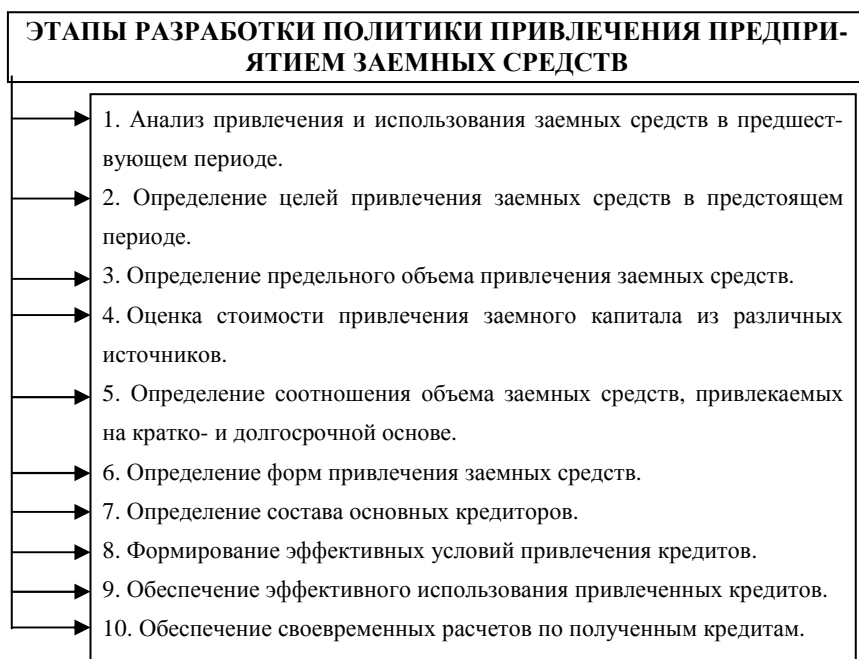 ЭТАПЫ РАЗРАБОТКИ ПОЛИТИКИ ПРИВЛЕЧЕНИЯ ПРЕДПРИ-
ЯТИЕМ ЗАЕМНЫХ СРЕДСТВ
1. Анализ привлечения и использования заемных средств в предшест-
вующем периоде.
2. Определение целей привлечения заемных средств в предстоящем
периоде.
3. Определение предельного объема привлечения заемных средств.
4. Оценка стоимости привлечения заемного капитала из различных
источников.
5. Определение соотношения объема заемных средств, привлекаемых
на кратко- и долгосрочной основе.
6. Определение форм привлечения заемных средств.
7. Определение состава основных кредиторов.
8. Формирование эффективных условий привлечения кредитов.
9. Обеспечение эффективного использования привлеченных кредитов.
10. Обеспечение своевременных расчетов по полученным кредитам.